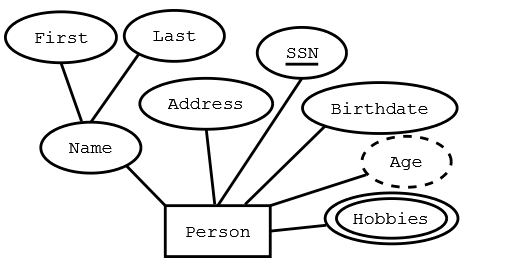 First
Last
SSN
Address
Birthdate
Name
Age
Hobbies
Person